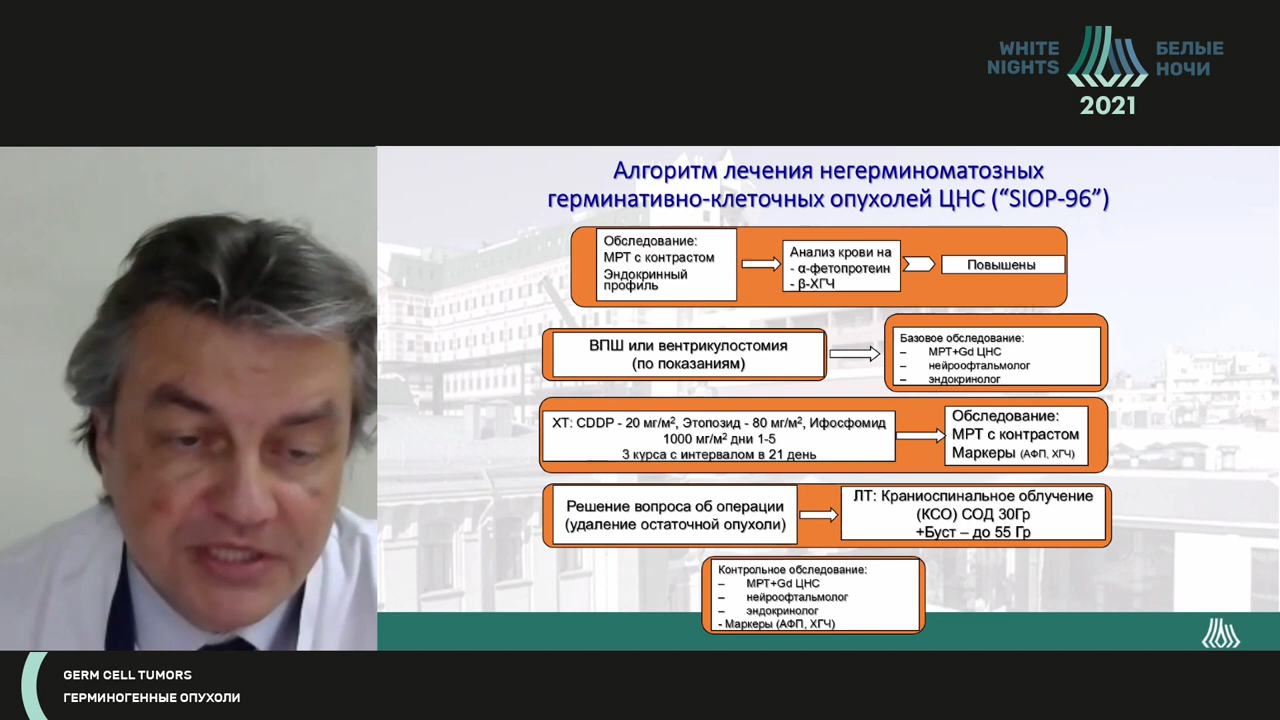 WHITE
NIGHTS
БЕЛЫЕ
НОЧИ
2021
Алгоритм лечения негерминоматозных
герминативно-клеточных опухолей ЦНС (“SIOP-96”)
Обследование:
МРТ с контрастом
Эндокринный
профиль
Анализ крови на
- α-фетопротеин
- β-ХГЧ
Повышены
ВПШ или вентрикулостомия
(по показаниям)
Базовое обследование:
– МРТ+Gd ЦНС
– нейроофтальмолог
– эндокринолог
ХТ: CDDP - 20 мг/м², Этопозид - 80 мг/м², Ифосфомид
1000 мг/м² дни 1-5
3 курса с интервалом в 21 день
Обследование:
МРТ с контрастом
Маркеры (АФП, ХГЧ)
Решение вопроса об операции
(удаление остаточной опухоли)
ЛТ: Краниоспинальное облучение
(КСО) СОД 30Гр
+Буст – до 55 Гр
Контрольное обследование:
– МРТ+Gd ЦНС
– нейроофтальмолог
– эндокринолог
- Маркеры (АФП, ХГЧ)
GERM CELL TUMORS
ГЕРМИНОГЕННЫЕ ОПУХОЛИ